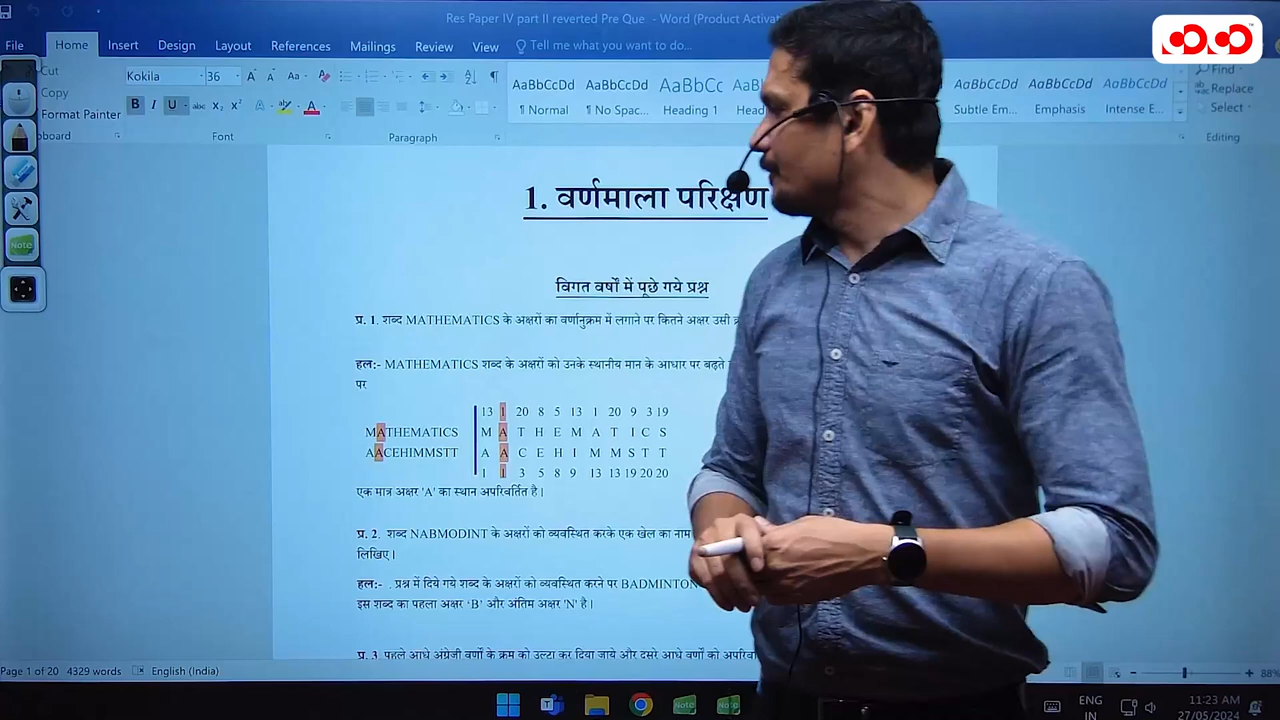 Res Paper IV part II reverted Pre Que - Word (Product Activat
File Home Insert Design Layout References Mailings Review View Tell me what you want to do...
Cut
Copy
Format Painter
Kokila 36
AaBbCcDd AaBbCcDd AaBbCc AaBb AaBbCcDd AaBbCcDd AaBbCcDd
¶ Normal ¶ No Spac... Heading 1 Head Subtle Em... Emphasis Intense E...
Find
Replace
Select
board Font Paragraph Editing
Note
1. वर्णमाला परिक्षण
विगत वर्षों में पूछे गये प्रश्न
प्र. 1. शब्द MATHEMATICS के अक्षरों का वर्णानुक्रम में लगाने पर कितने अक्षर उसी
हल:- MATHEMATICS शब्द के अक्षरों को उनके स्थानीय मान के आधार पर बढ़ते
पर
13 1 20 8 5 13 1 20 9 3 19
MATHEMATICS M A T H E M A T I C S
AACEHIMMSTT A A C E H I M M S T T
1 1 3 5 8 9 13 13 19 20 20
एक मात्र अक्षर 'A' का स्थान अपरिवर्तित है।
प्र. 2. शब्द NABMODINT के अक्षरों को व्यवस्थित करके एक खेल का नाम
लिखिए।
हल:- . प्रश्न में दिये गये शब्द के अक्षरों को व्यवस्थित करने पर BADMINTON
इस शब्द का पहला अक्षर 'B' और अंतिम अक्षर 'N' है।
प्र. 3. पहले आधे अंग्रेजी वर्णों के क्रम को उल्टा कर दिया जाये और दूसरे आधे वर्णों को अपरिव
Page 1 of 20 4329 words English (India) 88%
Note Note
ENG
IN
11:23 AM
27/05/2024